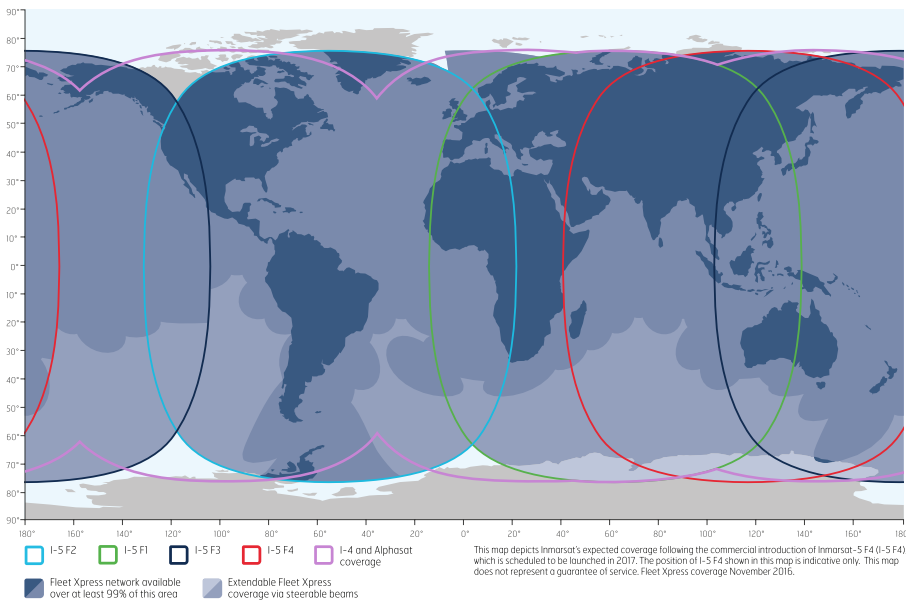 90°
80°
70°
60°
50°
40°
30°
20°
10°
0°
10°
20°
30°
40°
50°
60°
70°
80°
90°
180° 140° 120° 100° 80° 60° 40° 20° 0° 20° 40° 60° 80° 100° 120° 140° 160° 180°
I-5 F2 I-5 F1 I-5 F3 I-5 F4 I-4 and Alphasat
coverage
Fleet Xpress network available
over at least 99% of this area
Extendable Fleet Xpress
coverage via steerable beams
This map depicts Inmarsat's expected coverage following the commercial introduction of Inmarsat-5 F4 (I-5 F4)
which is scheduled to be launched in 2017. The position of I-5 F4 shown in this map is indicative only. This map
does not represent a guarantee of service. Fleet Xpress coverage November 2016.